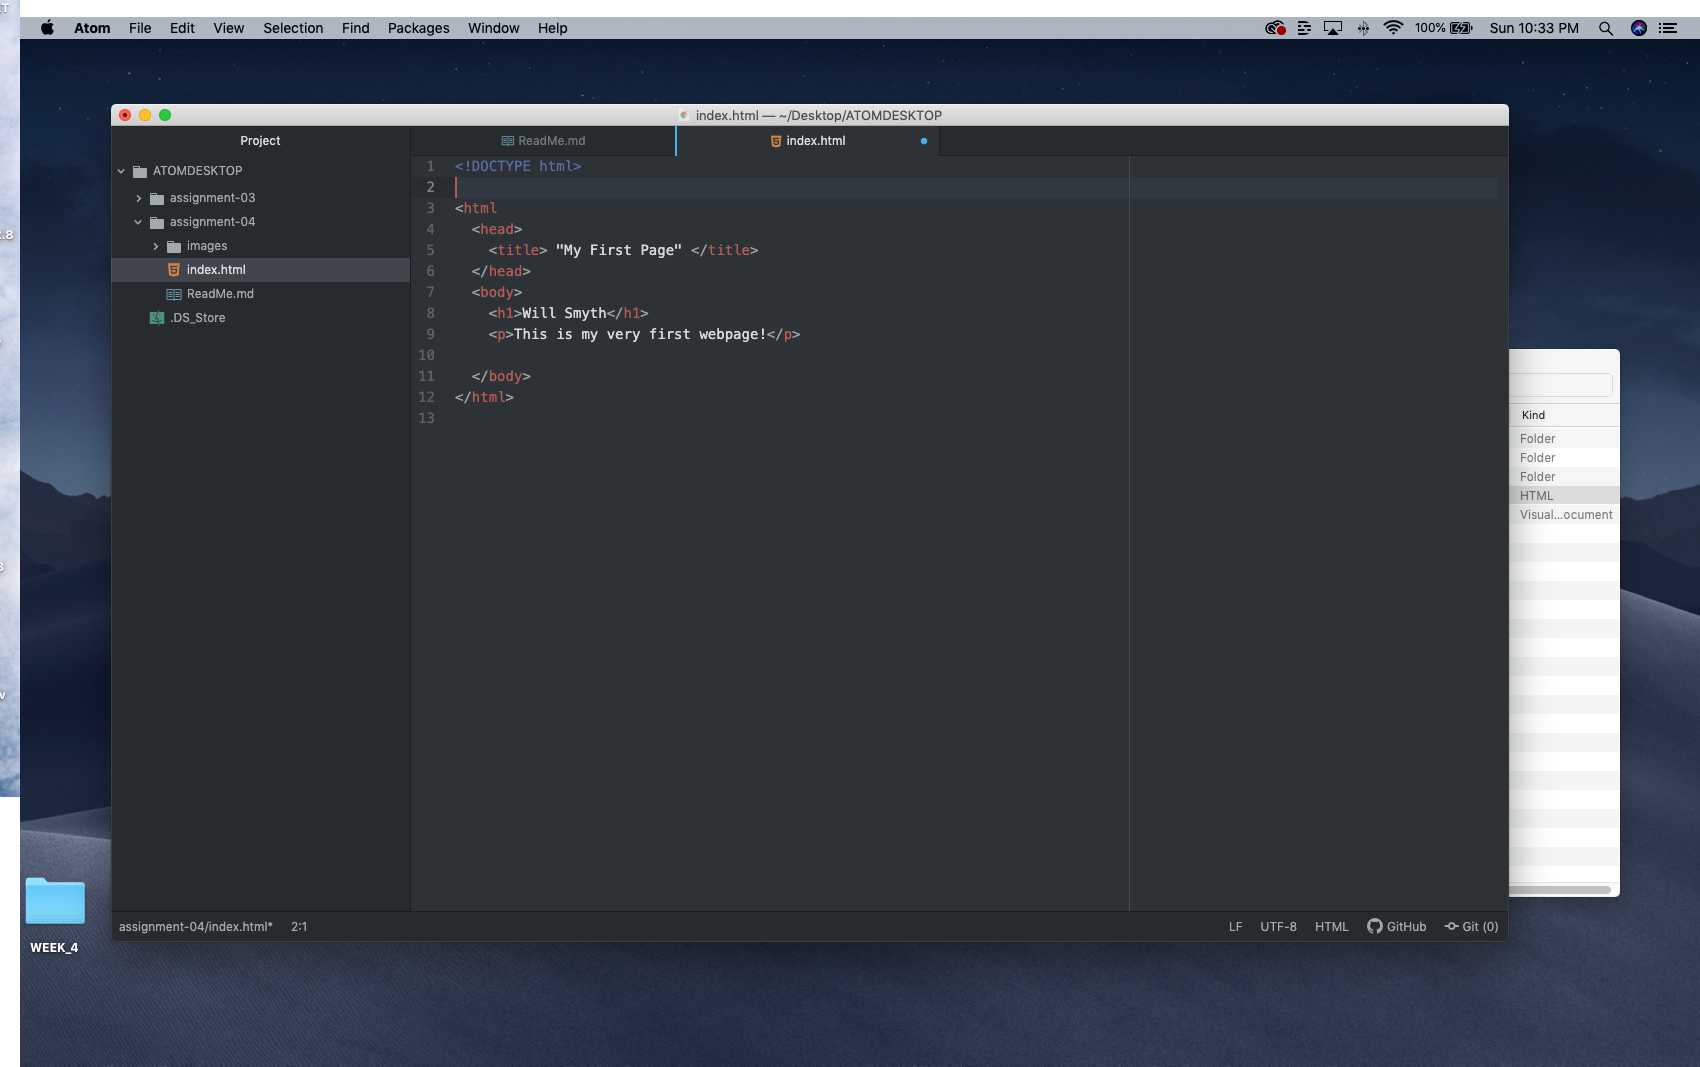 Atom File Edit View Selection Find Packages Window Help 100% Sun 10:33 PM
index.html — ~/Desktop/ATOMDESKTOP
Project
ReadMe.md
index.html
ATOMDESKTOP
assignment-03
assignment-04
images
index.html
ReadMe.md
.DS_Store
1 <!DOCTYPE html>
2
3 <html
4 <head>
5 <title> "My First Page" </title>
6 </head>
7 <body>
8 <h1>Will Smyth</h1>
9 <p>This is my very first webpage!</p>
10
11 </body>
12 </html>
13
Kind
Folder
Folder
Folder
HTML
Visual...ocument
assignment-04/index.html* 2:1
LF UTF-8 HTML GitHub Git (0)
WEEK_4